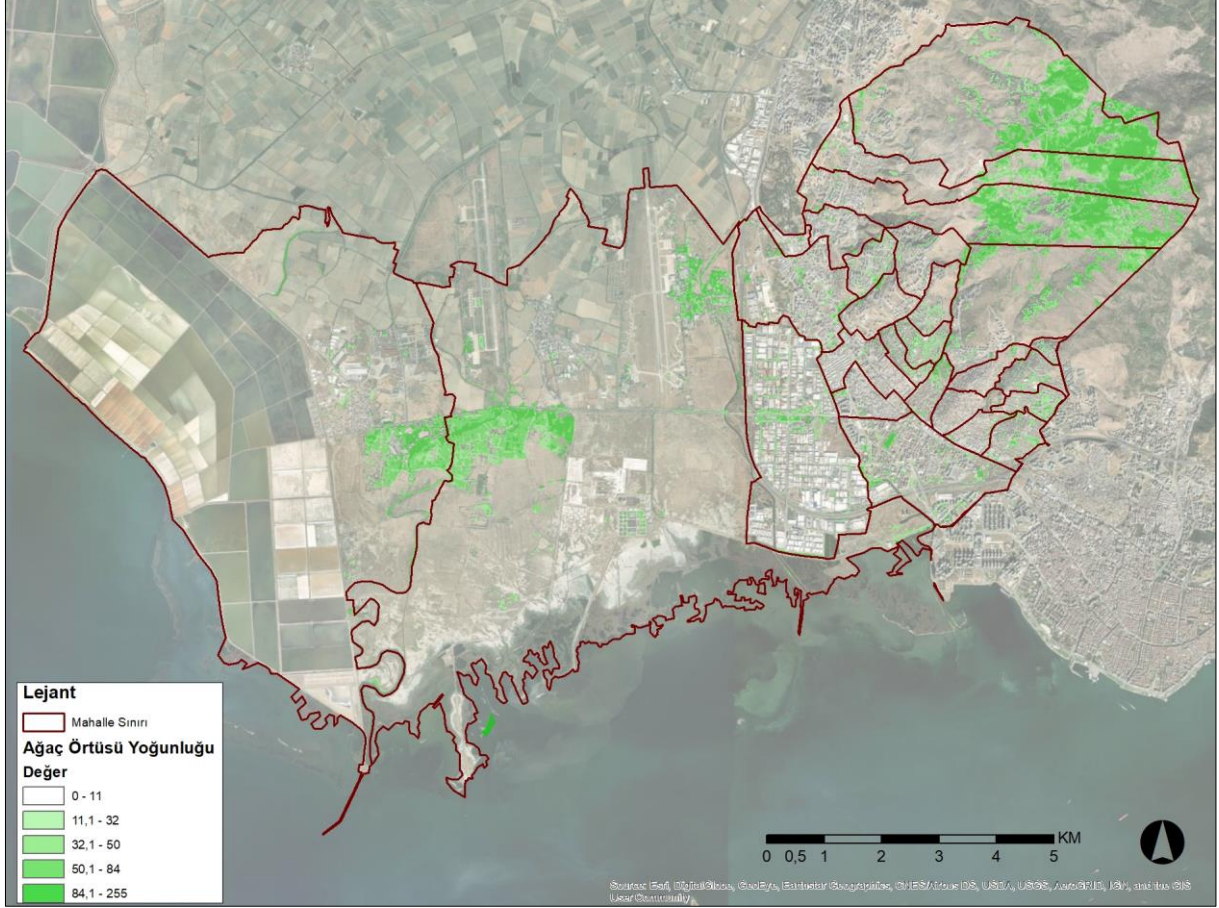 Lejant
Mahalle Sınırı
Ağaç Örtüsü Yoğunluğu
Değer
0 - 11
11,1 - 32
32,1 - 50
50,1 - 84
84,1 - 255
KM
0 0,5 1 2 3 4 5
Source: Esri, DigitalGlobe, GeoEye, Earthstar Geographics, CNES/Airbus DS, USDA, USGS, AeroGRID, IGN, and the GIS
User Community